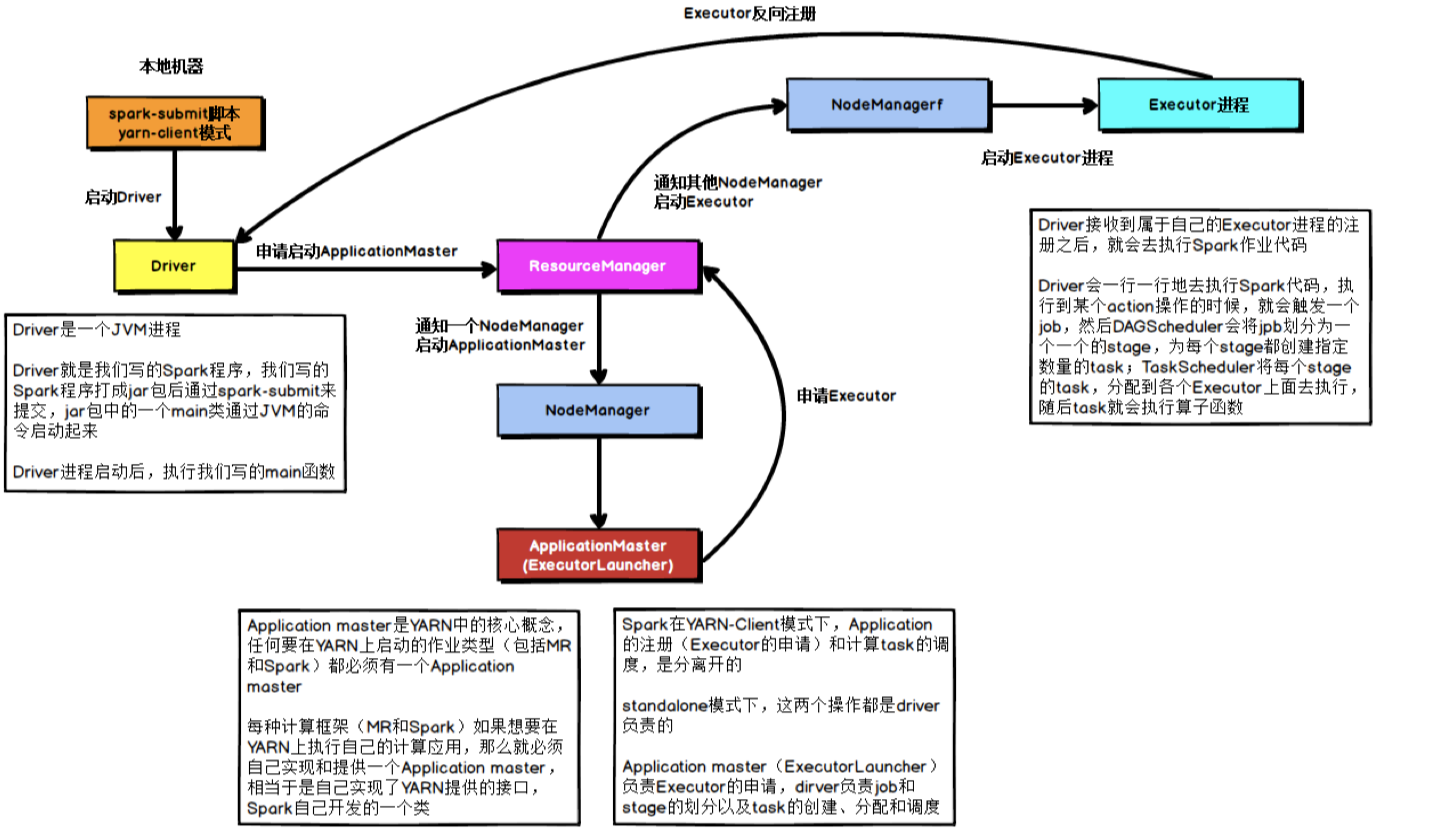 Executor反向注册
本地机器
spark-submit脚本
yarn-client模式
NodeManagerf
Executor进程
启动Executor进程
启动Driver
通知其他NodeManager
启动Executor
Driver
申请启动ApplicationMaster
ResourceManager
Driver接收到属于自己的Executor进程的注
册之后，就会去执行Spark作业代码
Driver会一行一行地去执行Spark代码，执
行到某个action操作的时候，就会触发一个
job，然后DAGScheduler会将jpb划分为一
个一个的stage，为每个stage都创建指定
数量的task；TaskScheduler将每个stage
的task，分配到各个Executor上面去执行，
随后task就会执行算子函数
Driver是一个JVM进程
Driver就是我们写的Spark程序，我们写的
Spark程序打成jar包后通过spark-submit来
提交，jar包中的一个main类通过JVM的命
令启动起来
Driver进程启动后，执行我们写的main函数
通知一个NodeManager
启动ApplicationMaster
NodeManager
申请Executor
ApplicationMaster
(ExecutorLauncher)
Application master是YARN中的核心概念，
任何要在YARN上启动的作业类型（包括MR
和Spark）都必须有一个Application
master
每种计算框架（MR和Spark）如果想要在
YARN上执行自己的计算应用，那么就必须
自己实现和提供一个Application master，
相当于是自己实现了YARN提供的接口，
Spark自己开发的一个类
Spark在YARN-Client模式下，Application
的注册（Executor的申请）和计算task的调
度，是分离开的
standalone模式下，这两个操作都是driver
负责的
Application master（ExecutorLauncher）
负责Executor的申请，dirver负责job和
stage的划分以及task的创建、分配和调度